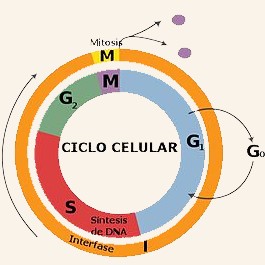 Mitosis
M
M
G2
G1
G0
CICLO CELULAR
S
Síntesis
de DNA
Interfase
I